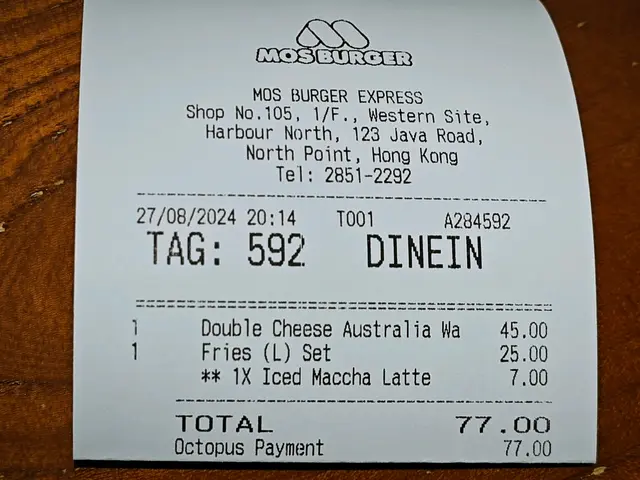 MOS BURGER
MOS BURGER EXPRESS
Shop No.105, 1/F., Western Site,
Harbour North, 123 Java Road,
North Point, Hong Kong
Tel: 2851-2292
27/08/2024 20:14 T001 A284592
TAG: 592 DINEIN
1 Double Cheese Australia Wa 45.00
1 Fries (L) Set 25.00
** 1X Iced Maccha Latte 7.00
TOTAL 77.00
Octopus Payment 77.00